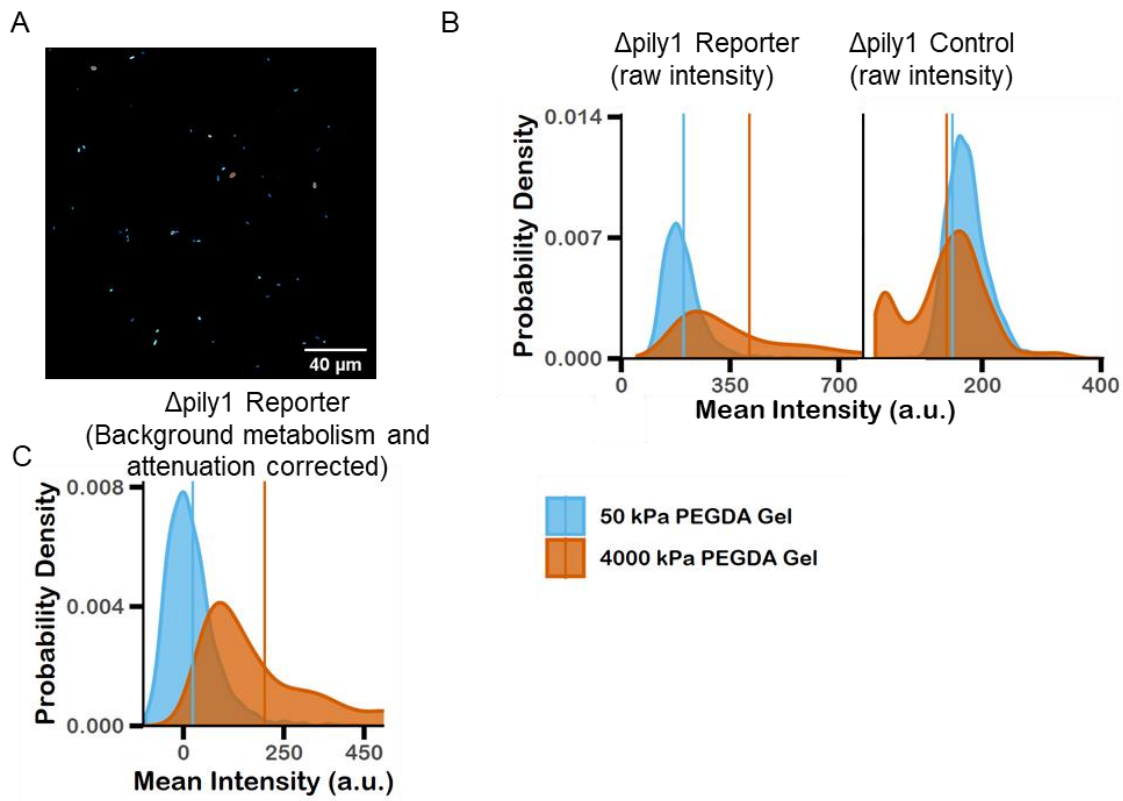 A
40 µm
B
Δpily1 Reporter
(raw intensity)
Δpily1 Control
(raw intensity)
Probability Density
0.014
0.007
0.000
0
350
700
200
400
Mean Intensity (a.u.)
C
Δpily1 Reporter
(Background metabolism and
attenuation corrected)
Probability Density
0.008
0.004
0.000
0
250
450
Mean Intensity (a.u.)
50 kPa PEGDA Gel
4000 kPa PEGDA Gel